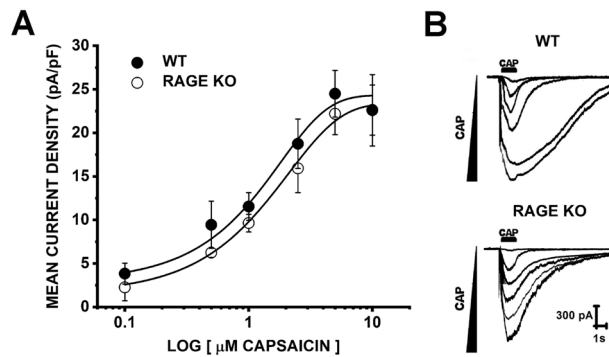 A
MEAN CURRENT DENSITY (pA/pF)
30
25
20
15
10
5
0
WT
RAGE KO
0.1
1
10
LOG [ μM CAPSAICIN ]
B
WT
CAP
CAP
RAGE KO
CAP
CAP
300 pA
1s